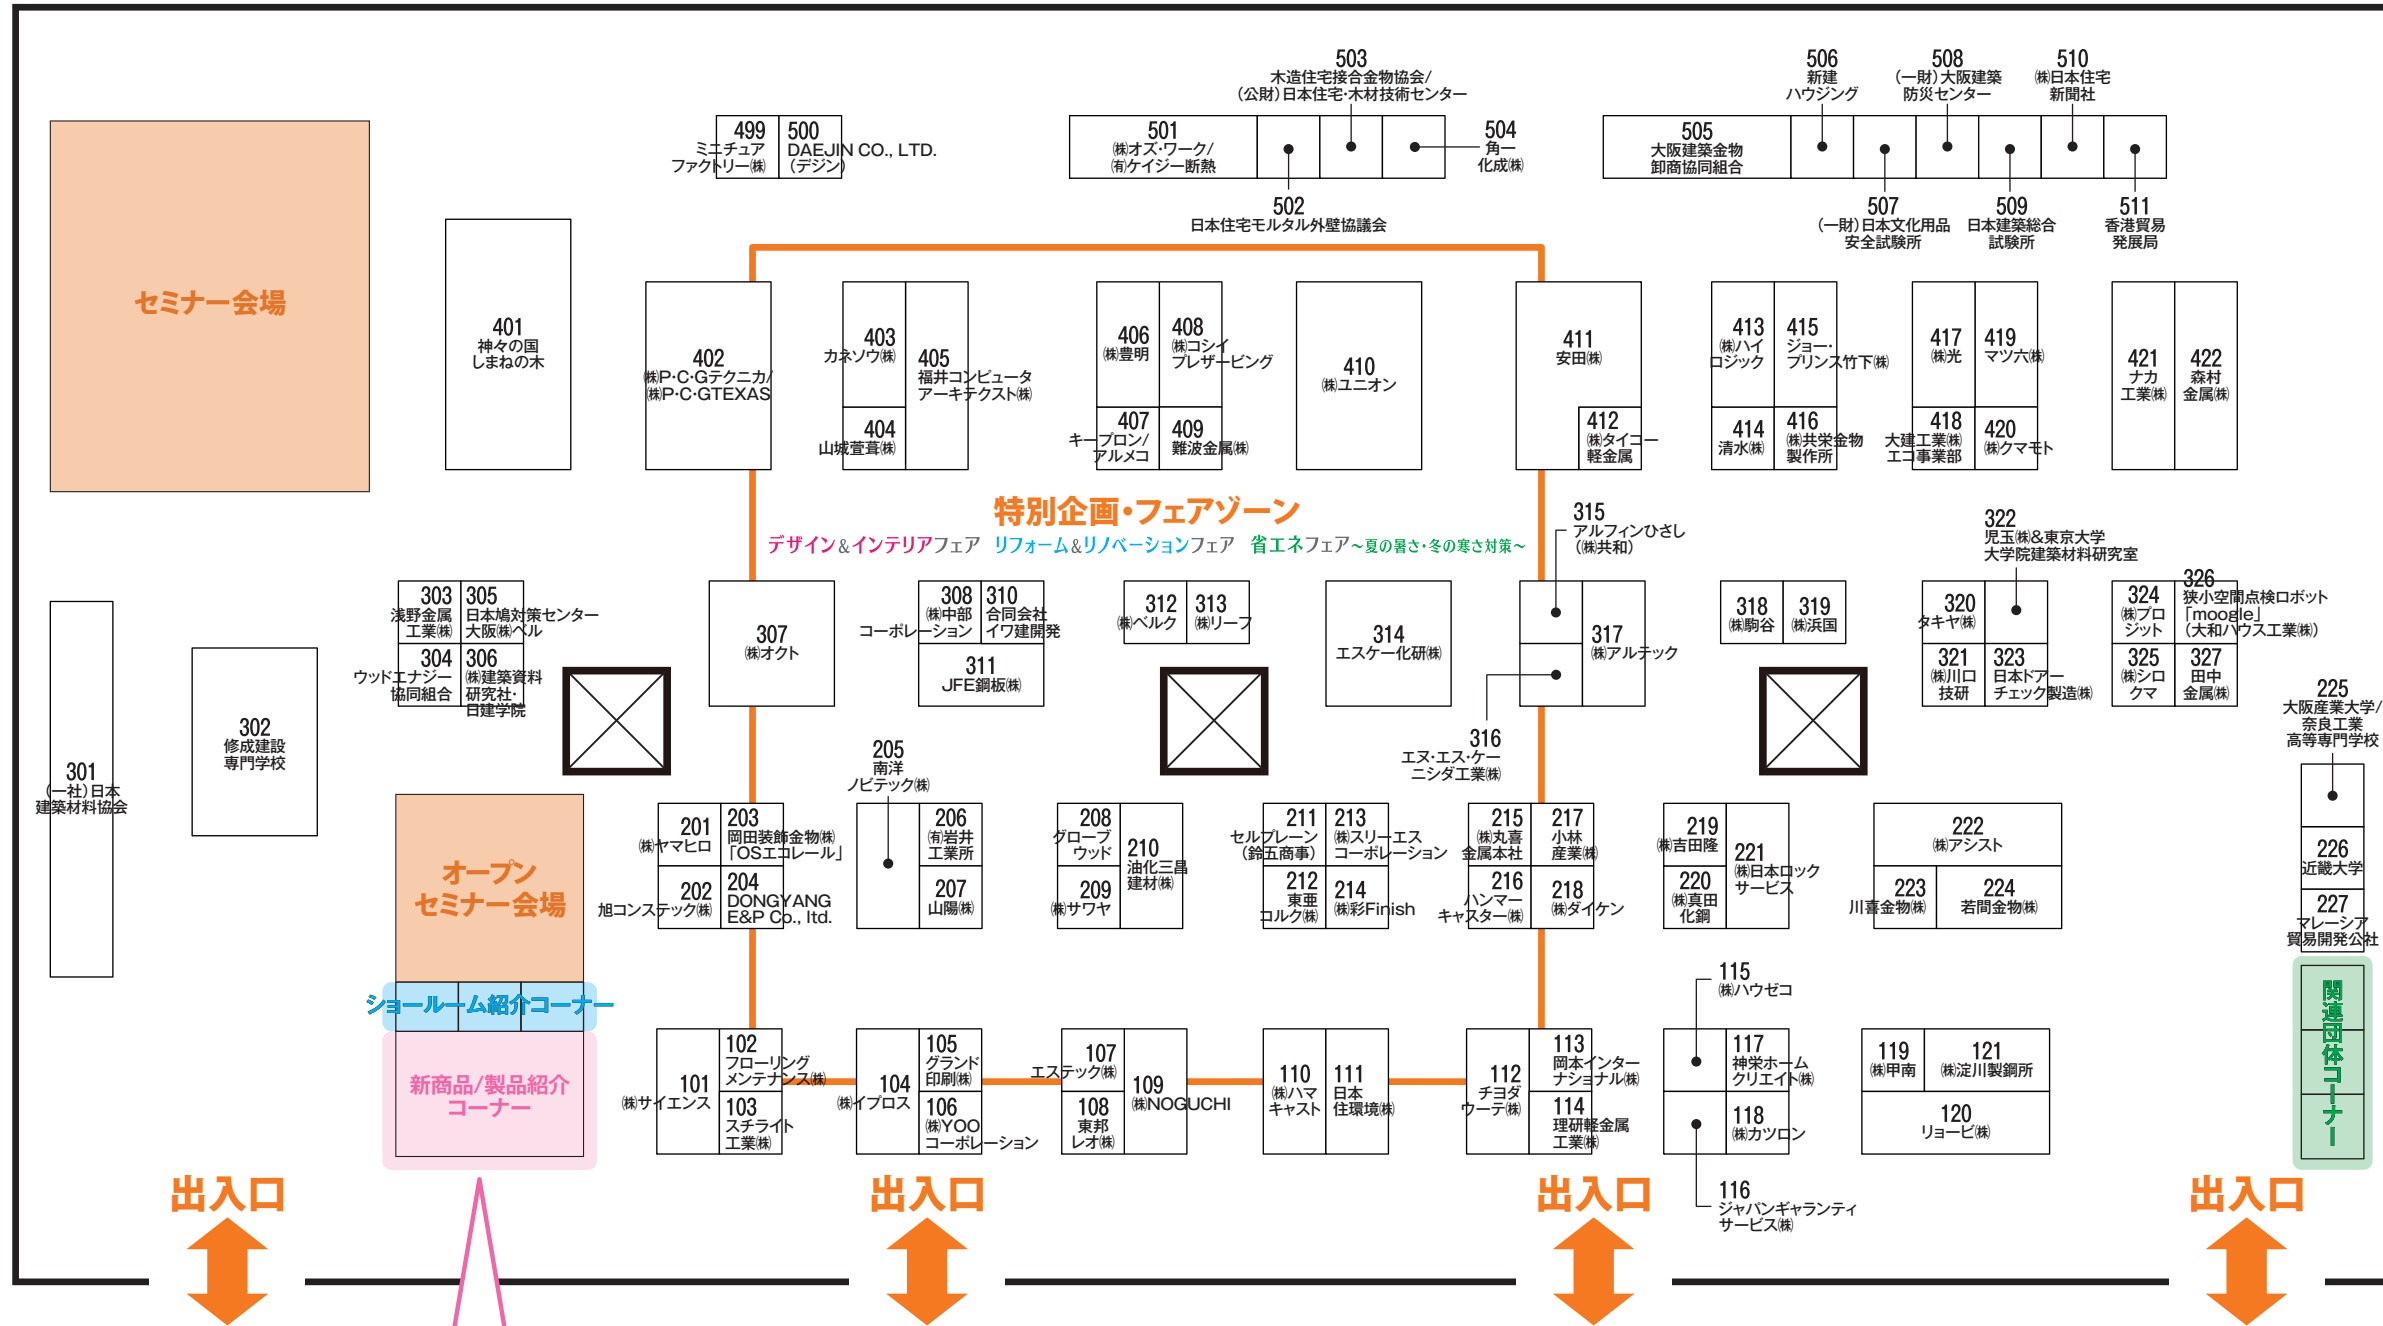 503
木造住宅接合金物協会/
(公財)日本住宅・木材技術センター
506
新建
ハウジング
508
(一財)大阪建築
防災センター
510
㈱日本住宅
新聞社
499
ミニチュア
ファクトリー㈱
500
DAEJIN CO., LTD.
(デジン)
501
㈱オズ・ワーク/
㈲ケイジー断熱
504
角一
化成㈱
505
大阪建築金物
卸商協同組合
502
日本住宅モルタル外壁協議会
507
(一財)日本文化用品
安全試験所
509
日本建築総合
試験所
511
香港貿易
発展局
セミナー会場
401
神々の国
しまねの木
402
㈱P・C・Gテクニカ/
㈱P・C・GTEXAS
403
カネソウ㈱
404
山城萱葺㈱
405
福井コンピュータ
アーキテクスト㈱
406
㈱豊明
407
キープロン/
アルメコ
408
㈱コシイ
プレザービング
409
難波金属㈱
410
㈱ユニオン
411
安田㈱
412
㈱タイコー
軽金属
413
㈱ハイ
ロジック
414
清水㈱
415
ジョー・
プリンス竹下㈱
416
㈱共栄金物
製作所
417
㈱光
418
大建工業㈱
エコ事業部
419
マツ六㈱
420
㈱クマモト
421
ナカ
工業㈱
422
森村
金属㈱
特別企画・フェアゾーン
デザイン&インテリアフェア リフォーム&リノベーションフェア 省エネフェア～夏の暑さ・冬の寒さ対策～
315
アルフィンひさし
(㈱共和)
322
児玉㈱&東京大学
大学院建築材料研究室
301
(一社)日本
建築材料協会
302
修成建設
専門学校
303
浅野金属
工業㈱
304
ウッドエナジー
協同組合
305
日本鳩対策センター
大阪㈱ベル
306
㈱建築資料
研究社・
日建学院
307
㈱オクト
308
㈱中部
コーポレーション
310
合同会社
イワ建開発
311
JFE鋼板㈱
312
㈱ベルク
313
㈱リーフ
314
エスケー化研㈱
317
㈱アルテック
316
エヌ・エス・ケー
ニシダ工業㈱
318
㈱駒谷
319
㈱浜国
320
タキヤ㈱
321
㈱川口
技研
323
日本ドアー
チェック製造㈱
324
㈱プロ
ジット
325
㈱シロ
クマ
326
狭小空間点検ロボット
「moogle」
(大和ハウス工業㈱)
327
田中
金属㈱
225
大阪産業大学/
奈良工業
高等専門学校
226
近畿大学
227
マレーシア
貿易開発公社
オープン
セミナー会場
201
㈱ヤマヒロ
202
旭コンステック㈱
203
岡田装飾金物㈱
「OSエコレール」
204
DONGYANG
E&P Co., ltd.
205
南洋
ノビテック㈱
206
㈲岩井
工業所
207
山陽㈱
208
グローブ
ウッド
209
㈱サワヤ
210
油化三昌
建材㈱
211
セルプレーン
(鈴五商事)
212
東亜
コルク㈱
213
㈱スリーエス
コーポレーション
214
㈱彩Finish
215
㈱丸喜
金属本社
216
ハンマー
キャスター㈱
217
小林
産業㈱
218
㈱ダイケン
219
㈱吉田隆
220
㈱真田
化鋼
221
㈱日本ロック
サービス
222
㈱アシスト
223
川喜金物㈱
224
若間金物㈱
ショールーム紹介コーナー
新商品/製品紹介
コーナー
101
㈱サイエンス
102
フローリング
メンテナンス㈱
103
スチライト
工業㈱
104
㈱イプロス
105
グランド
印刷㈱
106
㈱YOO
コーポレーション
107
エステック㈱
108
東邦
レオ㈱
109
㈱NOGUCHI
110
㈱ハマ
キャスト
111
日本
住環境㈱
112
チヨダ
ウーテ㈱
113
岡本インター
ナショナル㈱
114
理研軽金属
工業㈱
115
㈱ハウゼコ
116
ジャパンギャランティ
サービス㈱
117
神栄ホーム
クリエイト㈱
118
㈱カツロン
119
㈱甲南
120
リョービ㈱
121
㈱淀川製鋼所
関連団体コーナー
出入口
出入口
出入口
出入口